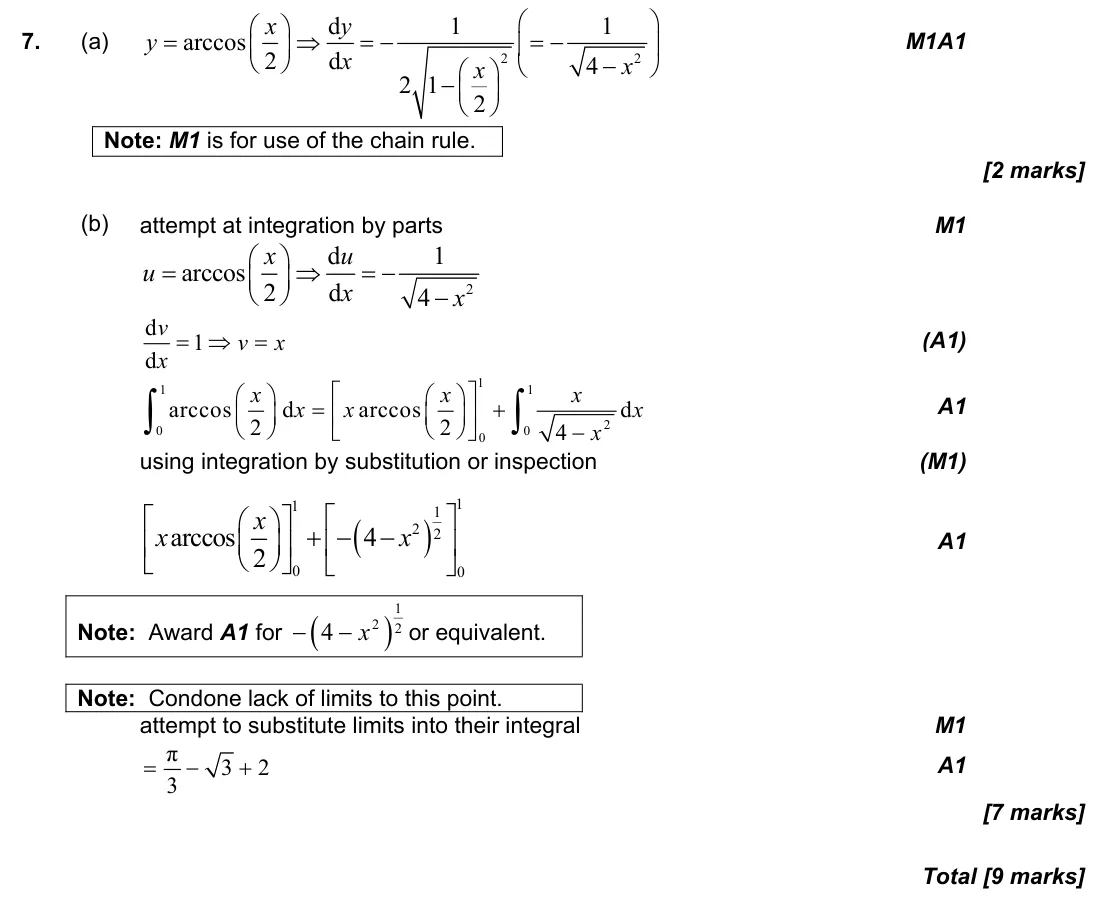 7. (a) y = arccos(x/2) ⇒ dy/dx = −1/(2√(1−(x/2)²)) (= −1/√(4−x²)) M1A1
Note: M1 is for use of the chain rule.
[2 marks]
(b) attempt at integration by parts M1
u = arccos(x/2) ⇒ du/dx = −1/√(4−x²)
dv/dx = 1 ⇒ v = x (A1)
∫₀¹ arccos(x/2) dx = [x arccos(x/2)]₀¹ + ∫₀¹ x/√(4−x²) dx A1
using integration by substitution or inspection (M1)
[x arccos(x/2)]₀¹ + [−(4−x²)^(1/2)]₀¹ A1
Note: Award A1 for −(4−x²)^(1/2) or equivalent.
Note: Condone lack of limits to this point.
attempt to substitute limits into their integral M1
= π/3 − √3 + 2 A1
[7 marks]
Total [9 marks]